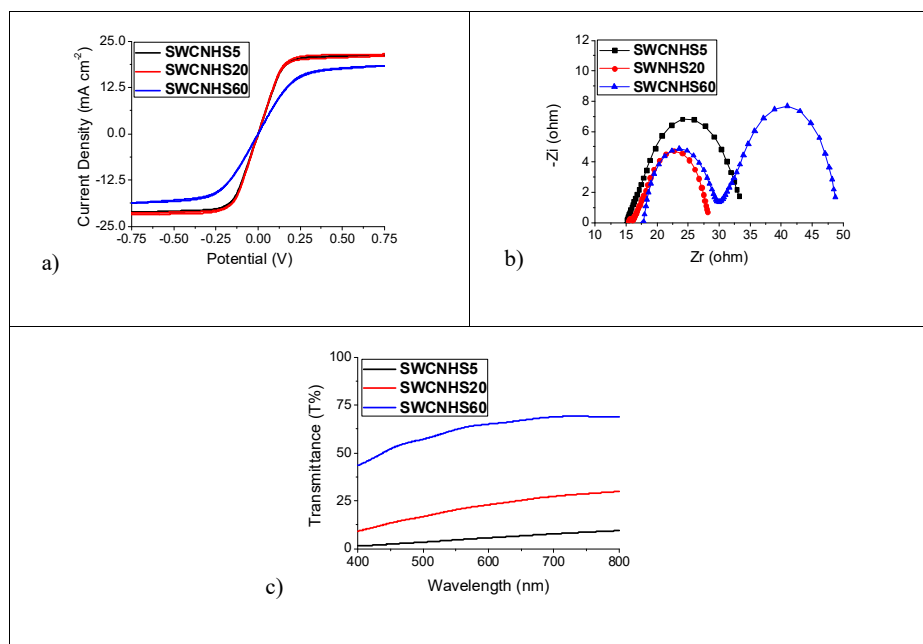 25.0
12.5
0.0
-12.5
-25.0
Current Density (mA cm-2)
SWCNHS5
SWCNHS20
SWCNHS60
-0.75 -0.50 -0.25 0.00 0.25 0.50 0.75
Potential (V)
a)
12
10
8
6
4
2
0
-Zi (ohm)
SWCNHS5
SWNHS20
SWCNHS60
10 15 20 25 30 35 40 45 50
Zr (ohm)
b)
100
75
50
25
0
Transmittance (T%)
SWCNHS5
SWCNHS20
SWCNHS60
400 500 600 700 800
Wavelength (nm)
c)